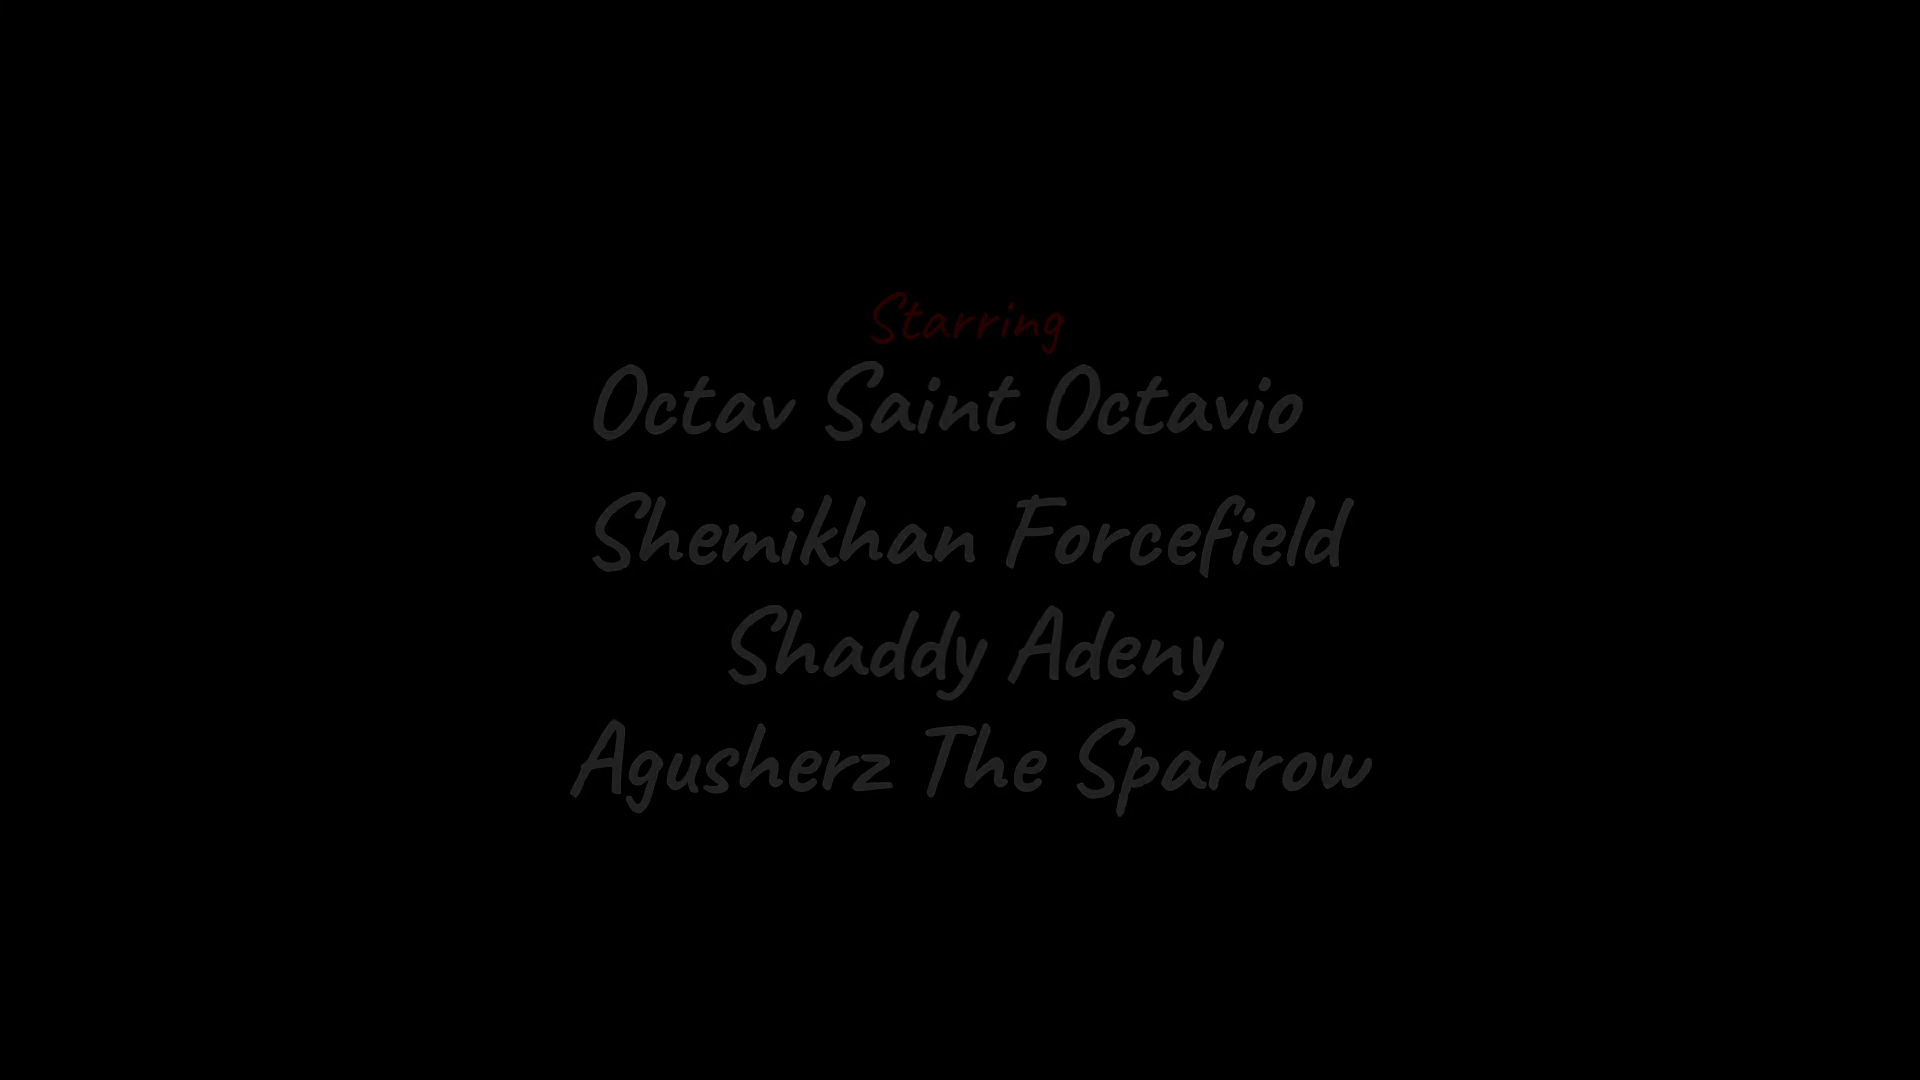 Starring
Octav Saint Octavio
Shemikhan Forcefield
Shaddy Adeny
Agusherz The Sparrow